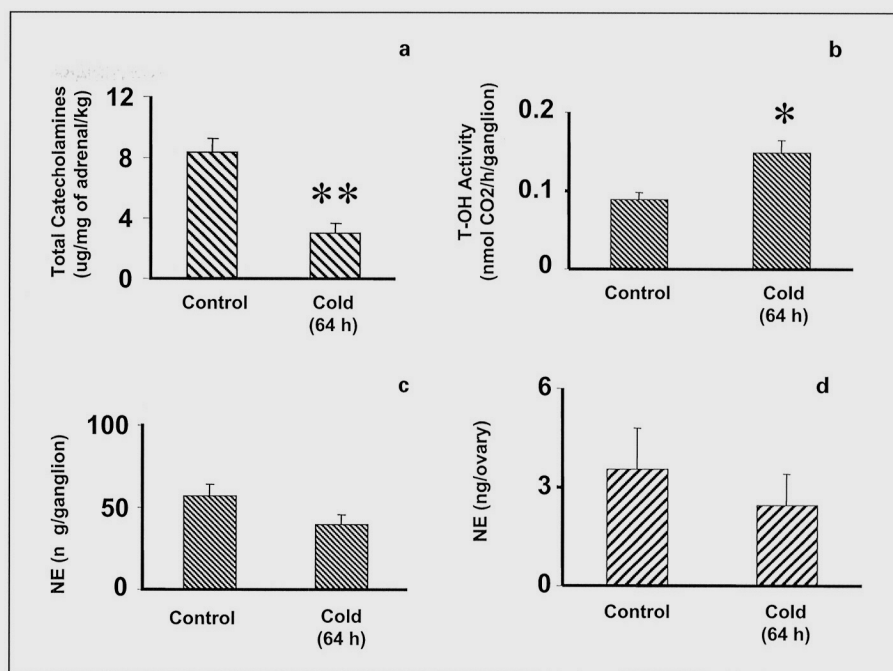 a
Total Catecholamines
(ug/mg of adrenal/kg)
12
8
4
0
**
Control
Cold
(64 h)
b
T-OH Activity
(nmol CO2/h/ganglion)
0.2
0.1
0
*
Control
Cold
(64 h)
c
NE (n g/ganglion)
100
50
0
Control
Cold
(64 h)
d
NE (ng/ovary)
6
3
0
Control
Cold
(64 h)